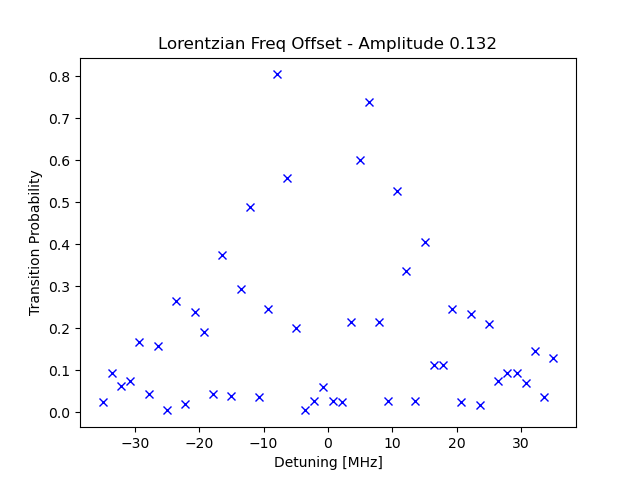 Lorentzian Freq Offset - Amplitude 0.132
0.8
0.7
0.6
0.5
0.4
0.3
0.2
0.1
0.0
Transition Probability
−30 −20 −10 0 10 20 30
Detuning [MHz]